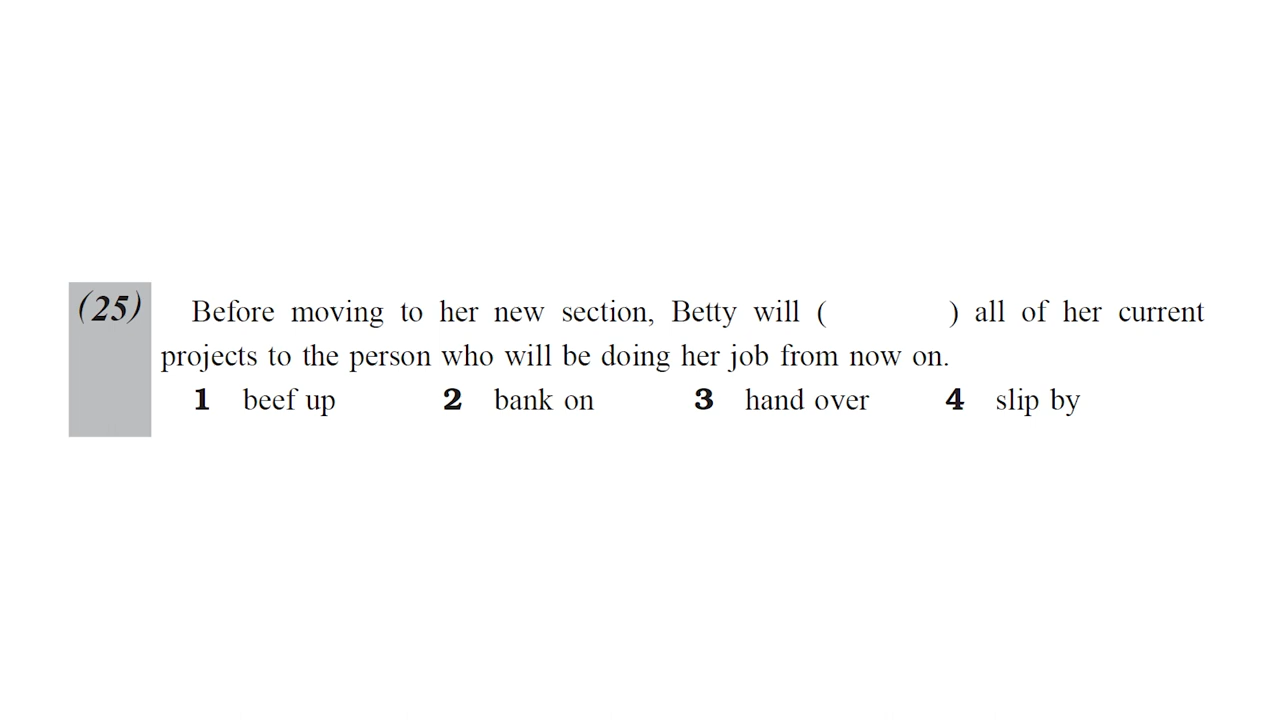 (25) Before moving to her new section, Betty will ( ) all of her current
projects to the person who will be doing her job from now on.
1 beef up 2 bank on 3 hand over 4 slip by